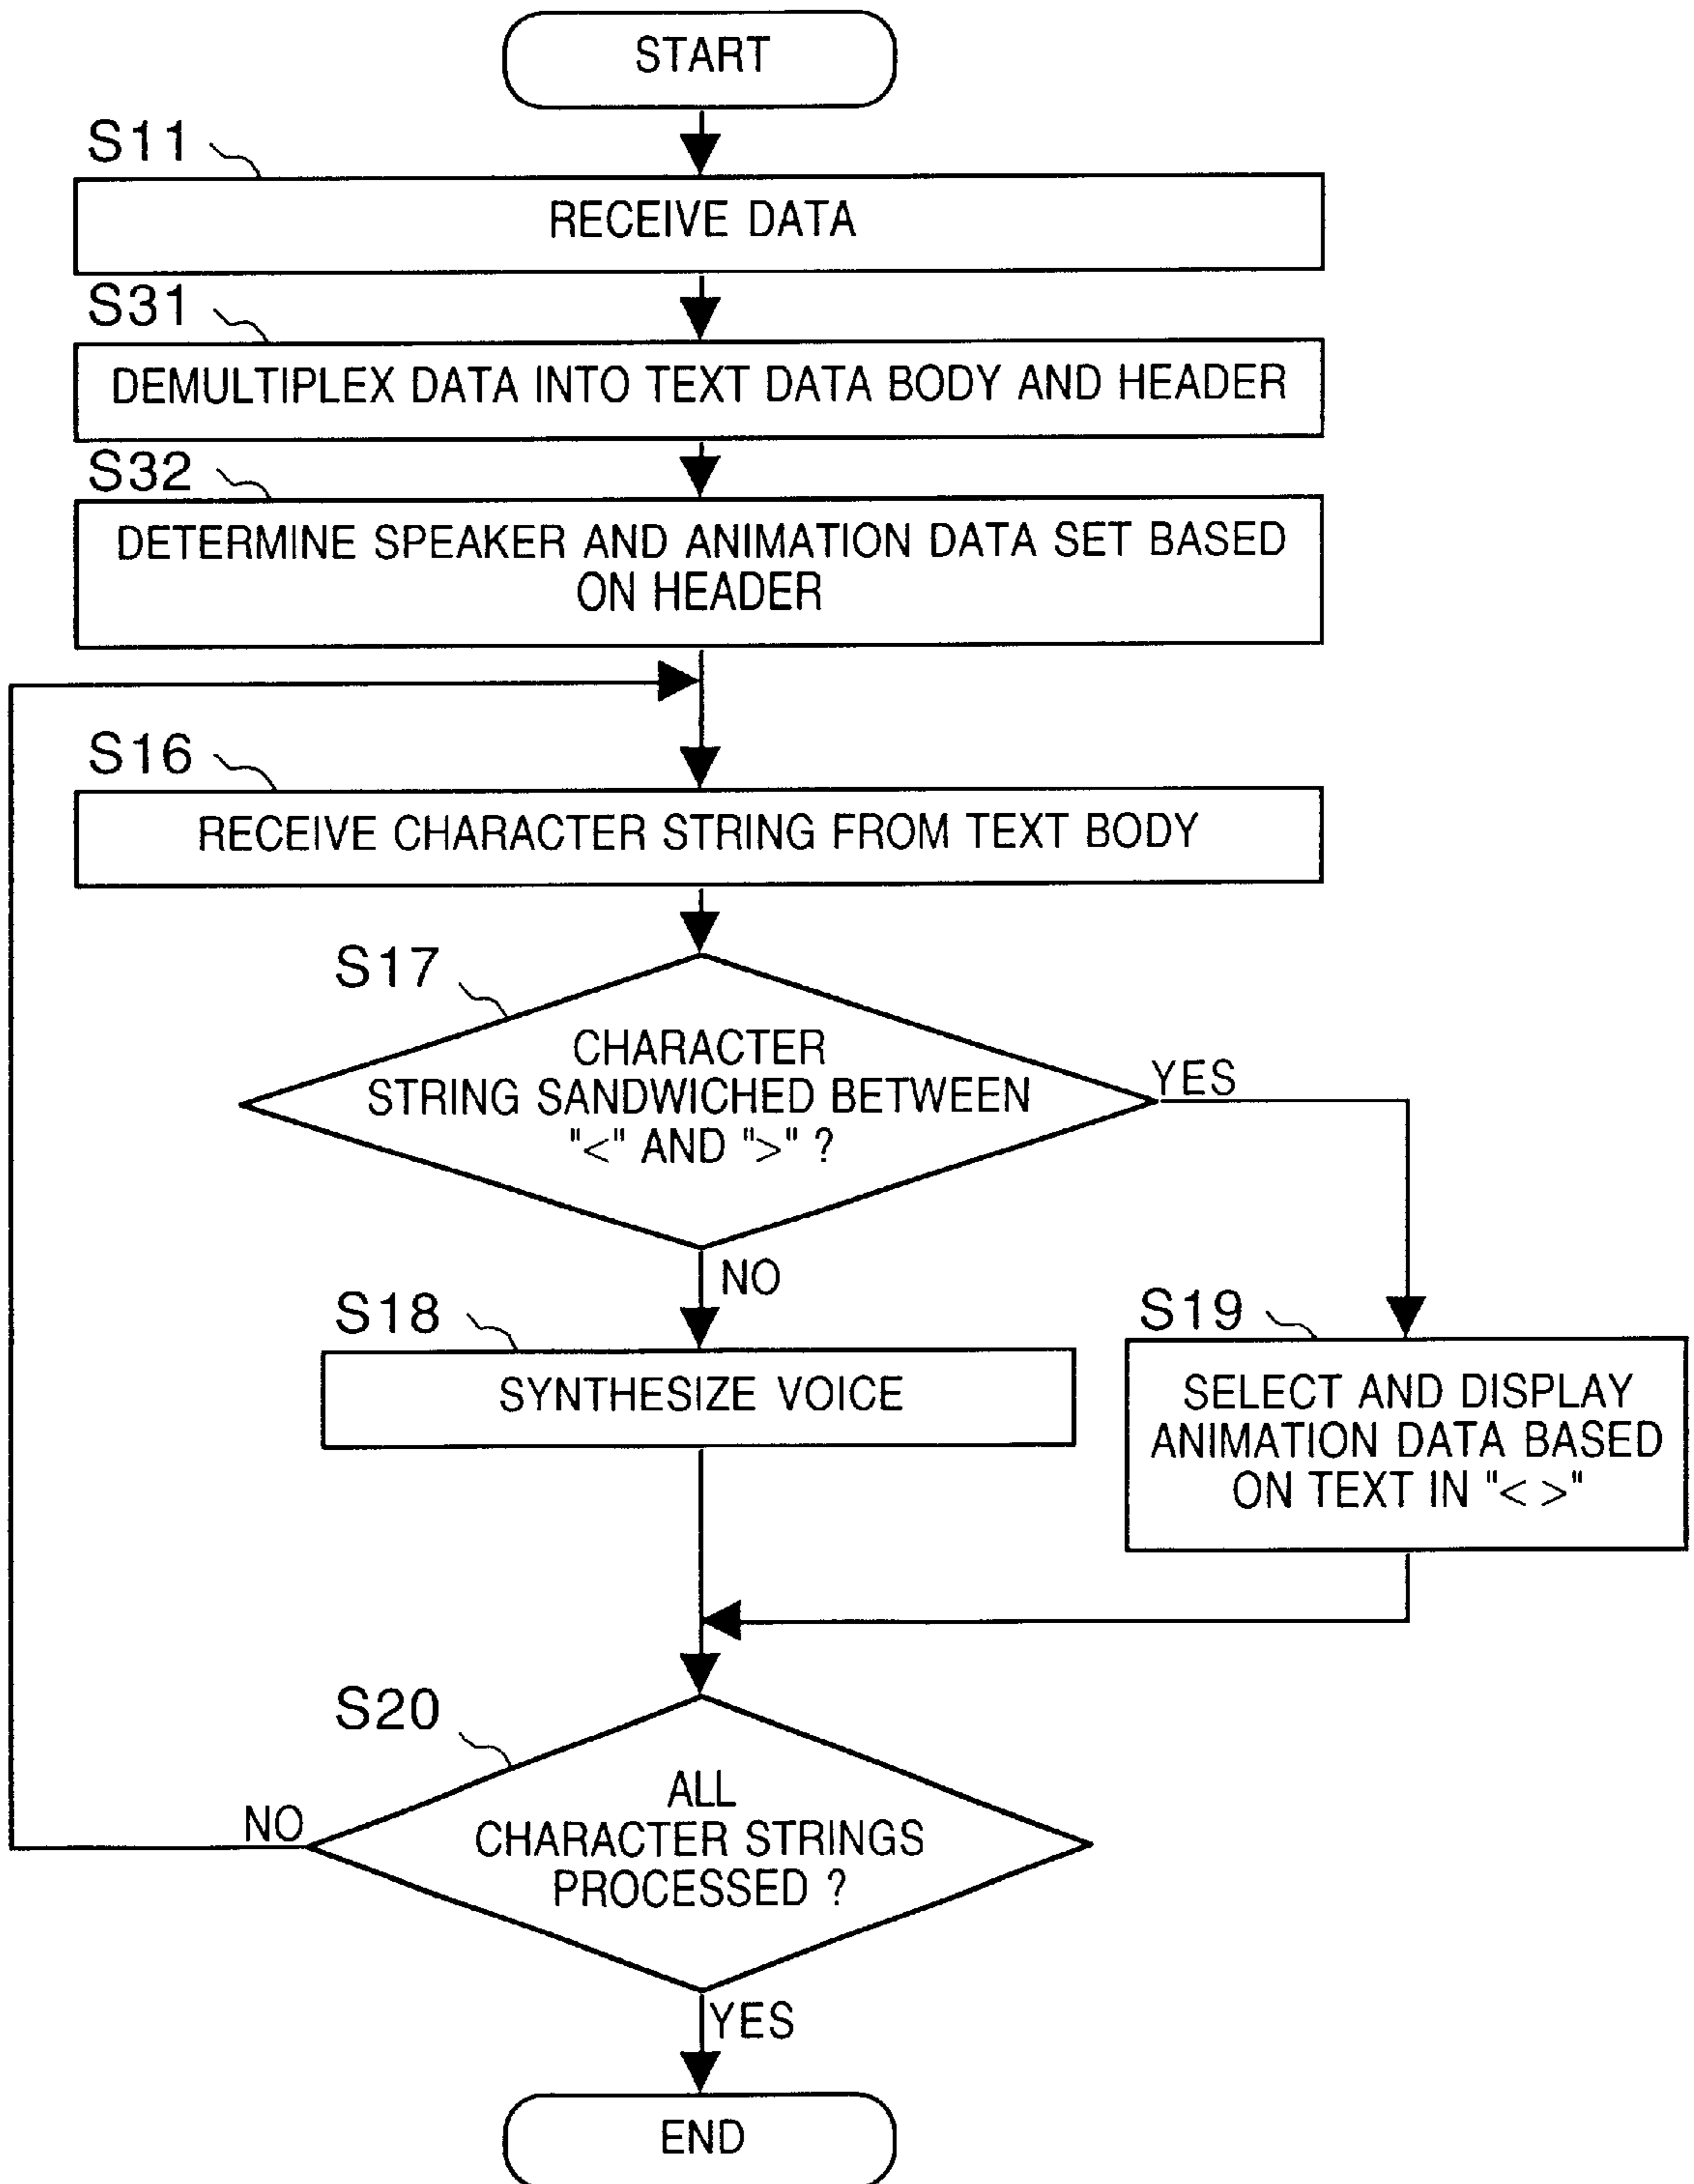 START
S11
RECEIVE DATA
S31
DEMULTIPLEX DATA INTO TEXT DATA BODY AND HEADER
S32
DETERMINE SPEAKER AND ANIMATION DATA SET BASED
ON HEADER
S16
RECEIVE CHARACTER STRING FROM TEXT BODY
S17
CHARACTER
STRING SANDWICHED BETWEEN
"<" AND ">" ?
YES
NO
S18
SYNTHESIZE VOICE
S19
SELECT AND DISPLAY
ANIMATION DATA BASED
ON TEXT IN "< >"
S20
ALL
CHARACTER STRINGS
PROCESSED ?
NO
YES
END